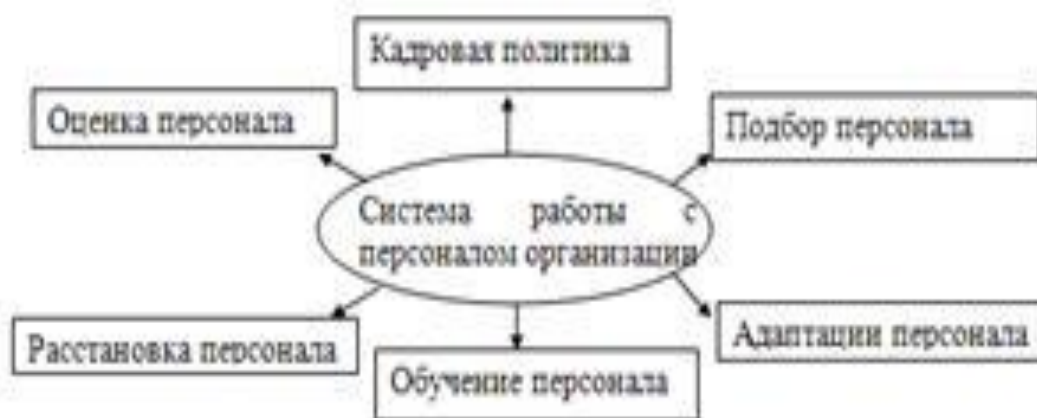 Кадровая политика
Оценка персонала
Подбор персонала
Система работы с
персоналом организации
Расстановка персонала
Обучение персонала
Адаптации персонала